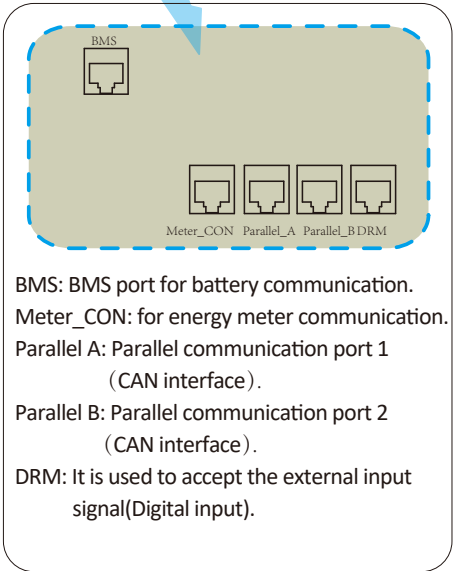 BMS
Meter_CON Parallel_A Parallel_B DRM
BMS: BMS port for battery communication.
Meter_CON: for energy meter communication.
Parallel A: Parallel communication port 1
（CAN interface）.
Parallel B: Parallel communication port 2
（CAN interface）.
DRM: It is used to accept the external input
signal(Digital input).